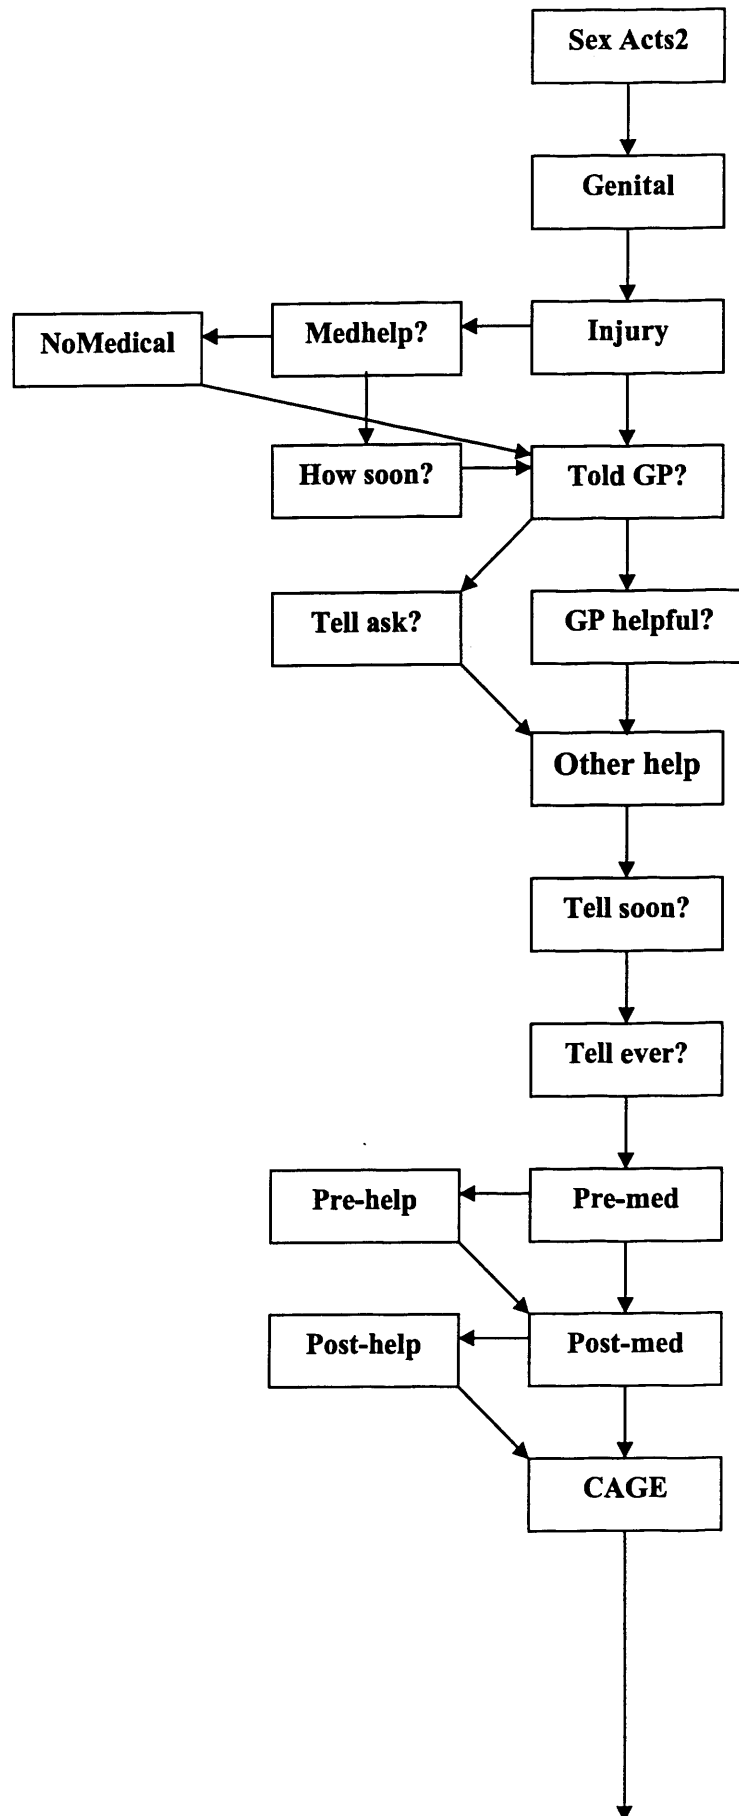 Sex Acts2
Genital
Injury
Medhelp?
NoMedical
How soon?
Told GP?
Tell ask?
GP helpful?
Other help
Tell soon?
Tell ever?
Pre-help
Pre-med
Post-help
Post-med
CAGE